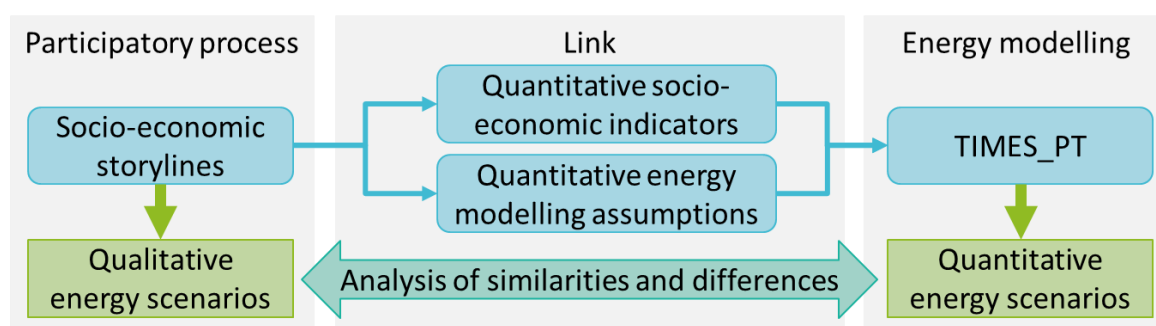 Participatory process
Link
Energy modelling
Socio-economic
storylines
Quantitative socio-
economic indicators
Quantitative energy
modelling assumptions
TIMES_PT
Qualitative
energy scenarios
Analysis of similarities and differences
Quantitative
energy scenarios